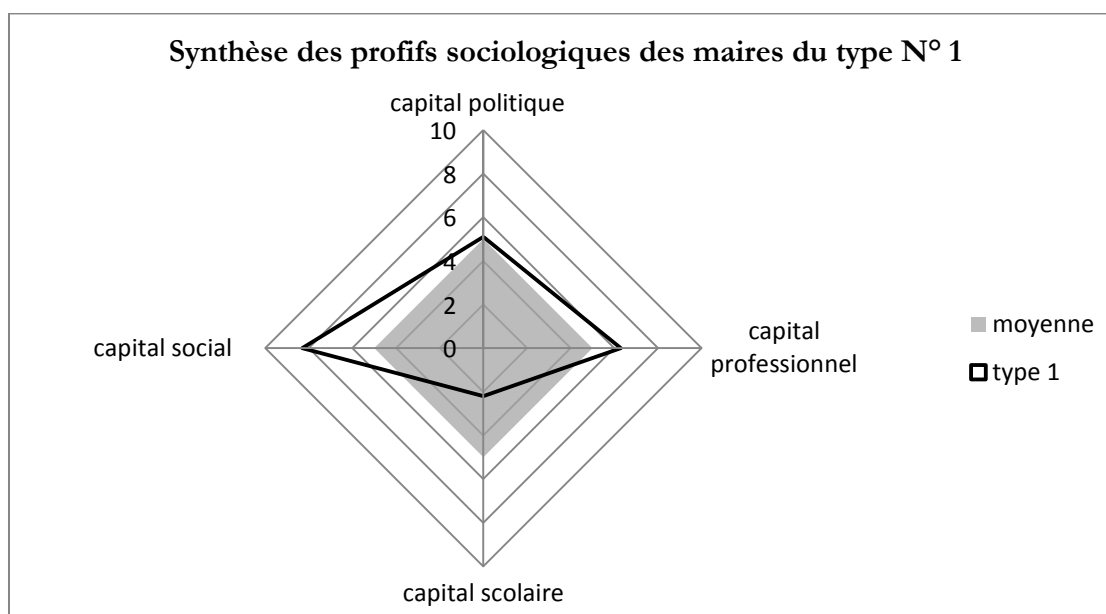 Synthèse des profifs sociologiques des maires du type N° 1
capital politique
10
8
6
4
2
0
capital social
capital
professionnel
capital scolaire
moyenne
type 1